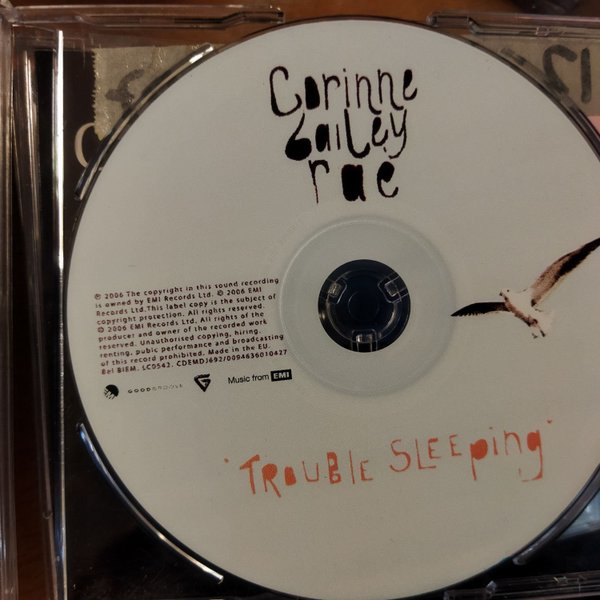 Corinne
bailey
rae
℗ 2006 The copyright in this sound recording
is owned by EMI Records Ltd. © 2006 EMI
Records Ltd.This label copy is the subject of
copyright protection. All rights reserved.
© 2006 EMI Records Ltd. All rights of the
producer and owner of the recorded work
reserved. Unauthorised copying, hiring,
renting, pubic performance and broadcasting
of this record prohibited. Made in the EU.
Bel BIEM. LC0542. CDEMDJ692/0094636010427
GOODGROOVE
Music from EMI
"TROUBLE SLEEping"